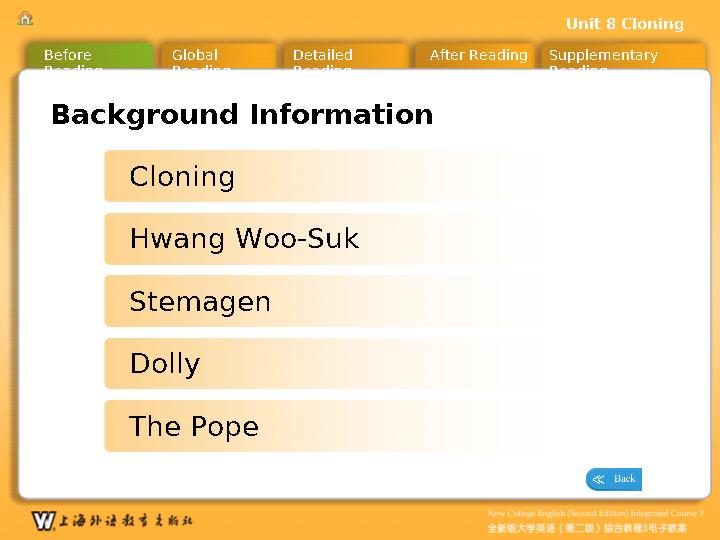 Unit 8 Cloning
Before
Reading
Global
Reading
Detailed
Reading
After Reading
Supplementary
Reading
Background Information
Cloning
Hwang Woo-Suk
Stemagen
Dolly
The Pope
Back
上海外语教育出版社
New College English (Second Edition) Integrated Course 3
全新版大学英语（第二版）综合教程3电子教案